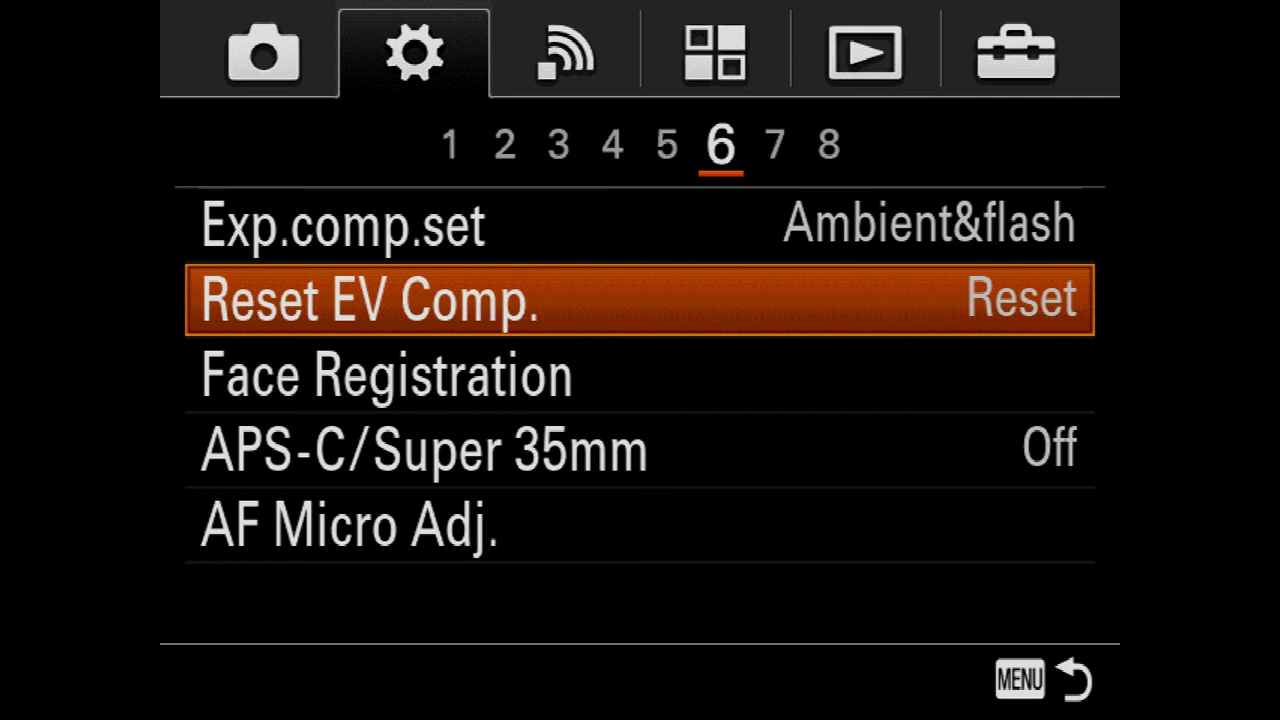 1 2 3 4 5 6 7 8
Exp.comp.set Ambient&flash
Reset EV Comp. Reset
Face Registration
APS-C/Super 35mm Off
AF Micro Adj.
MENU